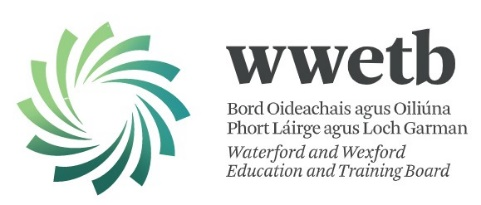 wwetb
Bord Oideachais agus Oiliúna
Phort Láirge agus Loch Garman
Waterford and Wexford
Education and Training Board